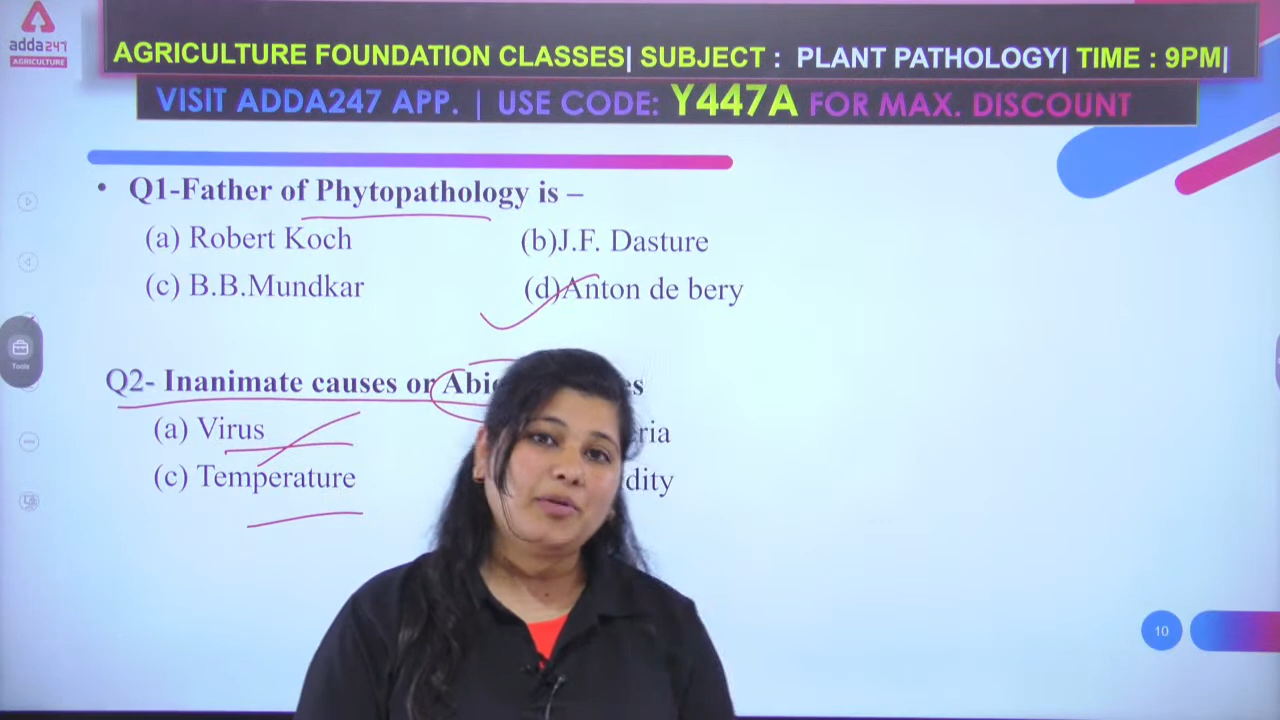 adda247
AGRICULTURE
AGRICULTURE FOUNDATION CLASSES| SUBJECT : PLANT PATHOLOGY| TIME : 9PM|
VISIT ADDA247 APP. | USE CODE: Y447A FOR MAX. DISCOUNT
• Q1-Father of Phytopathology is –
(a) Robert Koch (b)J.F. Dasture
(c) B.B.Mundkar (d)Anton de bery
Q2- Inanimate causes or
(a) Virus
(c) Temperature
Tools
10